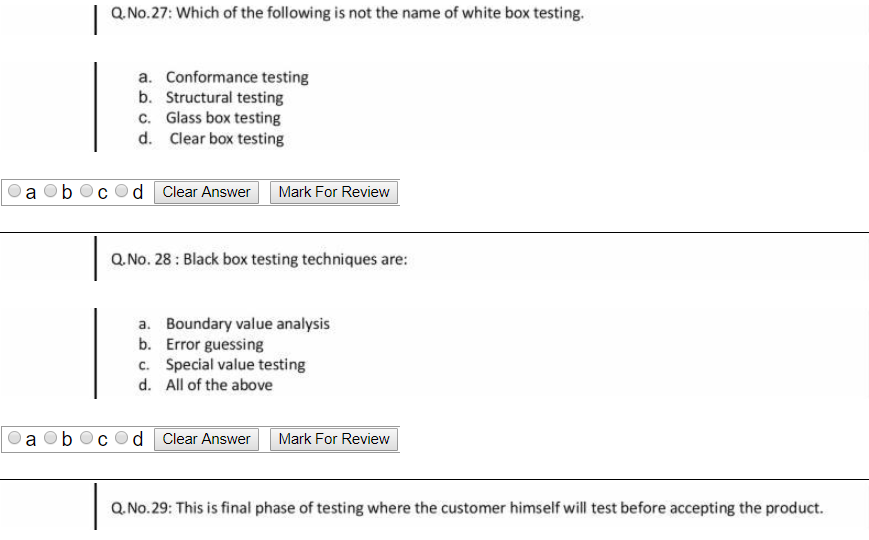 Q.No.27: Which of the following is not the name of white box testing.
a. Conformance testing
b. Structural testing
c. Glass box testing
d. Clear box testing
a b c d Clear Answer Mark For Review
Q.No. 28 : Black box testing techniques are:
a. Boundary value analysis
b. Error guessing
c. Special value testing
d. All of the above
a b c d Clear Answer Mark For Review
Q.No.29: This is final phase of testing where the customer himself will test before accepting the product.